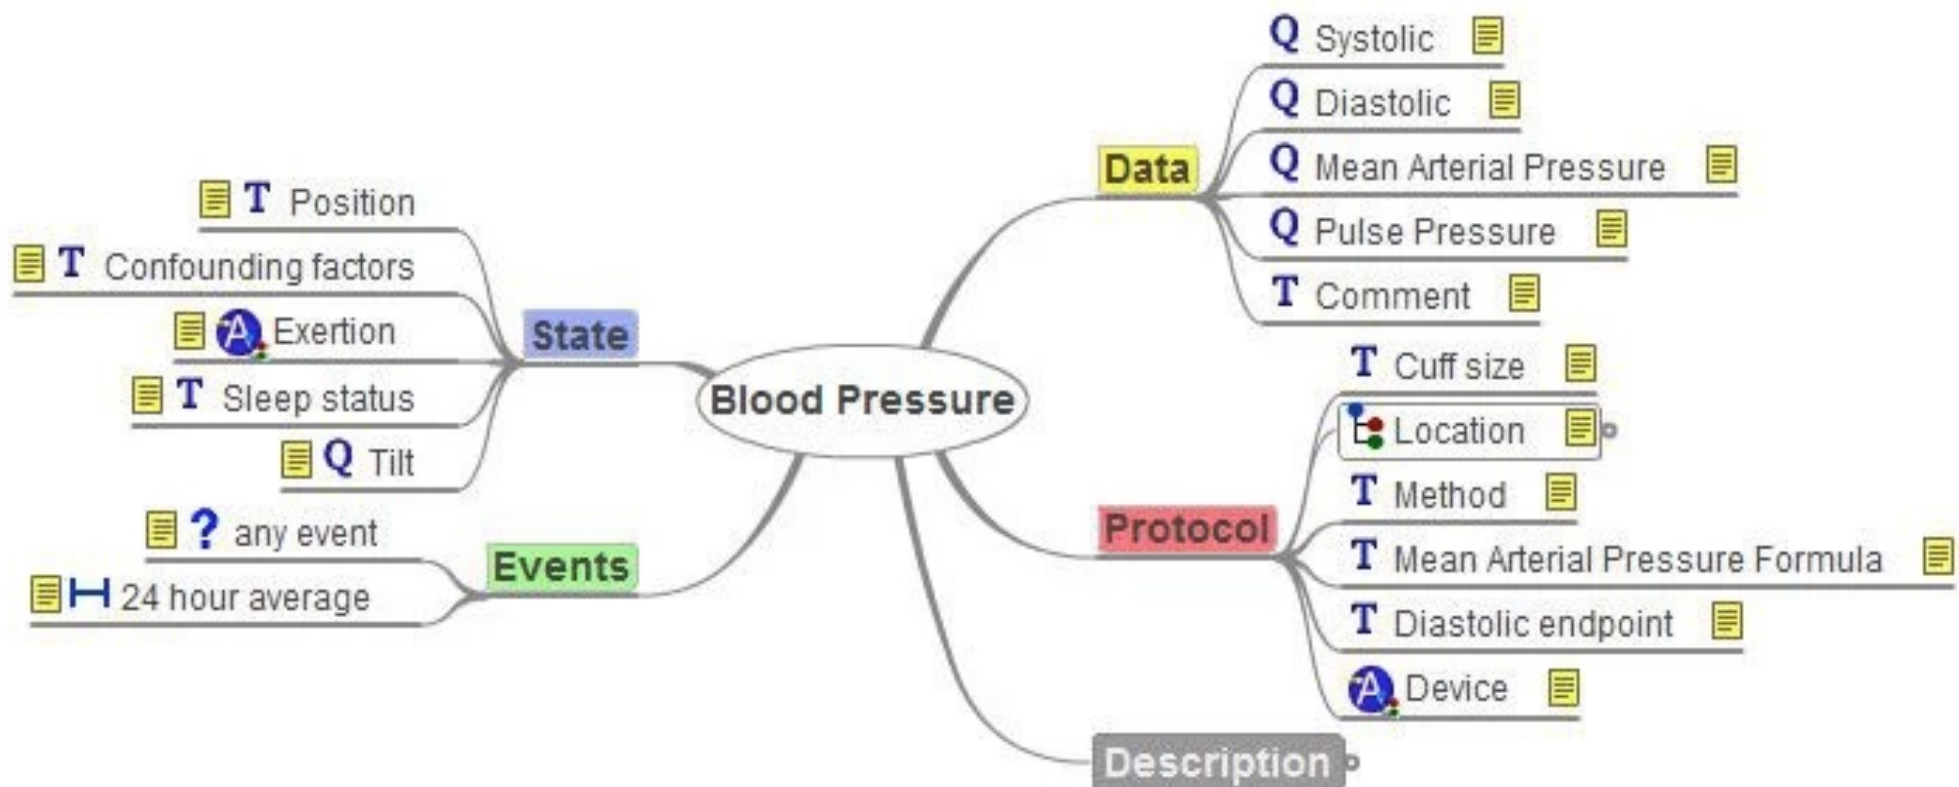 Blood Pressure
Data
Q Systolic
Q Diastolic
Q Mean Arterial Pressure
Q Pulse Pressure
T Comment
Protocol
T Cuff size
Location
T Method
T Mean Arterial Pressure Formula
T Diastolic endpoint
A Device
Description
State
T Position
T Confounding factors
A Exertion
T Sleep status
Q Tilt
Events
? any event
24 hour average